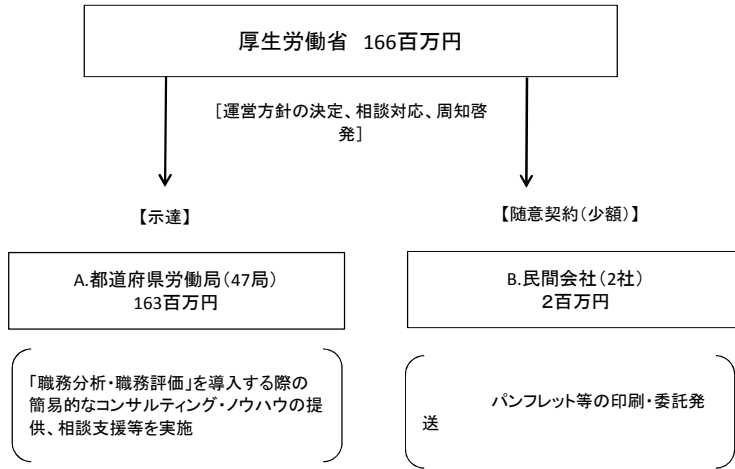 厚生労働省 166百万円
[運営方針の決定、相談対応、周知啓
発]
【示達】
【随意契約(少額)】
A.都道府県労働局(47局)
163百万円
B.民間会社(2社)
２百万円
「職務分析・職務評価」を導入する際の
簡易的なコンサルティング・ノウハウの提
供、相談支援等を実施
パンフレット等の印刷・委託発
送